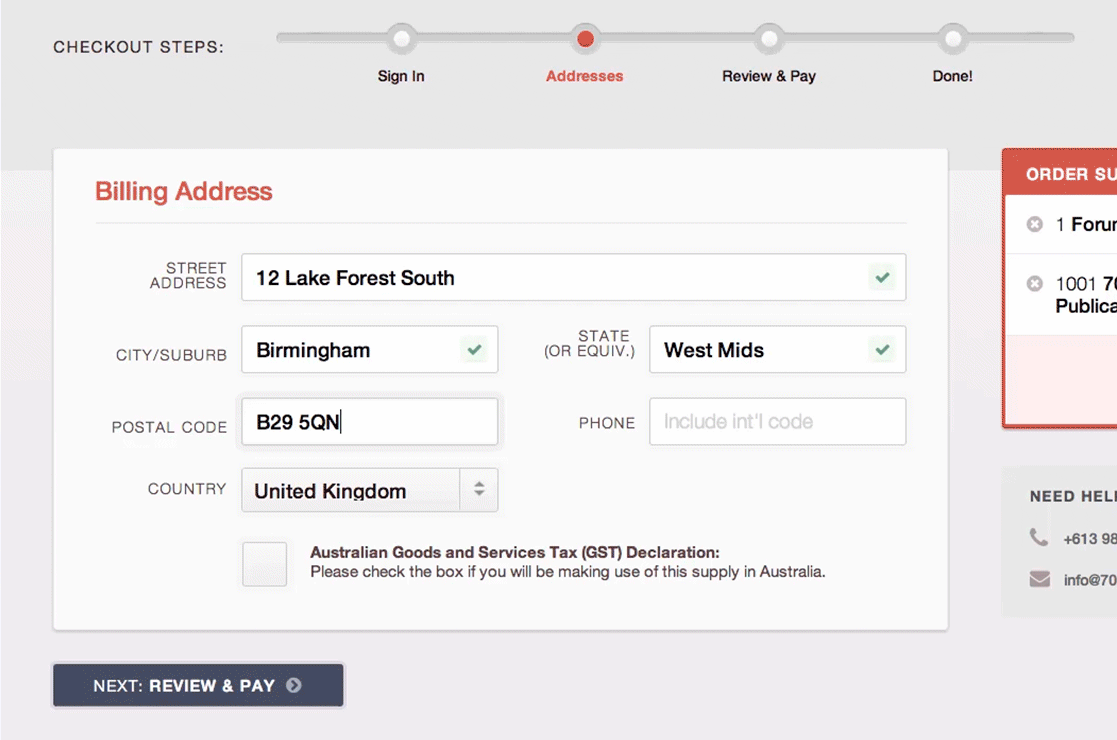 CHECKOUT STEPS:
Sign In
Addresses
Review & Pay
Done!
Billing Address
STREET
ADDRESS
12 Lake Forest South
CITY/SUBURB
Birmingham
STATE
(OR EQUIV.)
West Mids
POSTAL CODE
B29 5QN
PHONE
Include int'l code
COUNTRY
United Kingdom
Australian Goods and Services Tax (GST) Declaration:
Please check the box if you will be making use of this supply in Australia.
NEXT: REVIEW & PAY
ORDER SU
1 Forur
1001 70
Publica
NEED HEL
+613 98
info@70